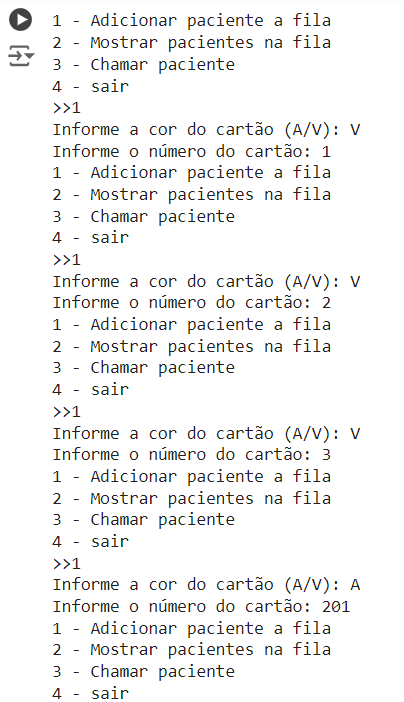 1 - Adicionar paciente a fila
2 - Mostrar pacientes na fila
3 - Chamar paciente
4 - sair
>>1
Informe a cor do cartão (A/V): V
Informe o número do cartão: 1
1 - Adicionar paciente a fila
2 - Mostrar pacientes na fila
3 - Chamar paciente
4 - sair
>>1
Informe a cor do cartão (A/V): V
Informe o número do cartão: 2
1 - Adicionar paciente a fila
2 - Mostrar pacientes na fila
3 - Chamar paciente
4 - sair
>>1
Informe a cor do cartão (A/V): V
Informe o número do cartão: 3
1 - Adicionar paciente a fila
2 - Mostrar pacientes na fila
3 - Chamar paciente
4 - sair
>>1
Informe a cor do cartão (A/V): A
Informe o número do cartão: 201
1 - Adicionar paciente a fila
2 - Mostrar pacientes na fila
3 - Chamar paciente
4 - sair